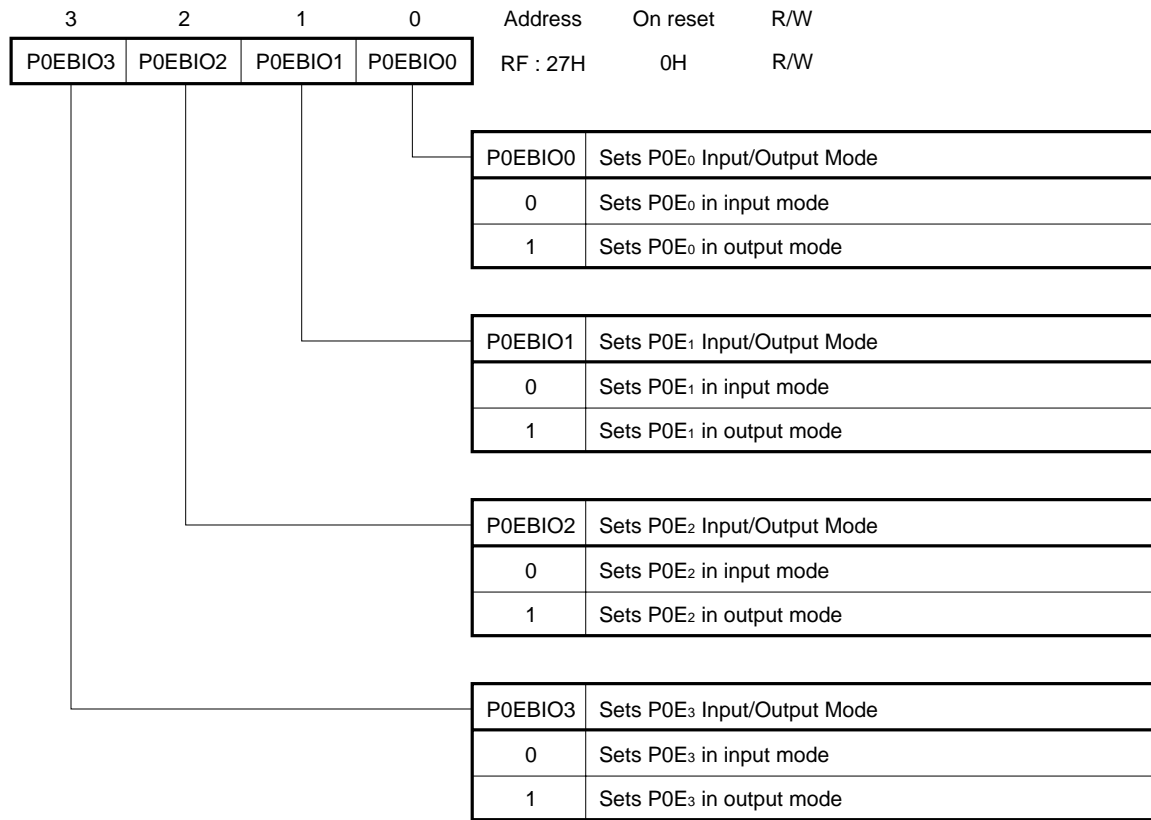 3 2 1 0 Address On reset R/W
P0EBIO3 P0EBIO2 P0EBIO1 P0EBIO0 RF : 27H 0H R/W
P0EBIO0 Sets P0E₀ Input/Output Mode
0 Sets P0E₀ in input mode
1 Sets P0E₀ in output mode
P0EBIO1 Sets P0E₁ Input/Output Mode
0 Sets P0E₁ in input mode
1 Sets P0E₁ in output mode
P0EBIO2 Sets P0E₂ Input/Output Mode
0 Sets P0E₂ in input mode
1 Sets P0E₂ in output mode
P0EBIO3 Sets P0E₃ Input/Output Mode
0 Sets P0E₃ in input mode
1 Sets P0E₃ in output mode